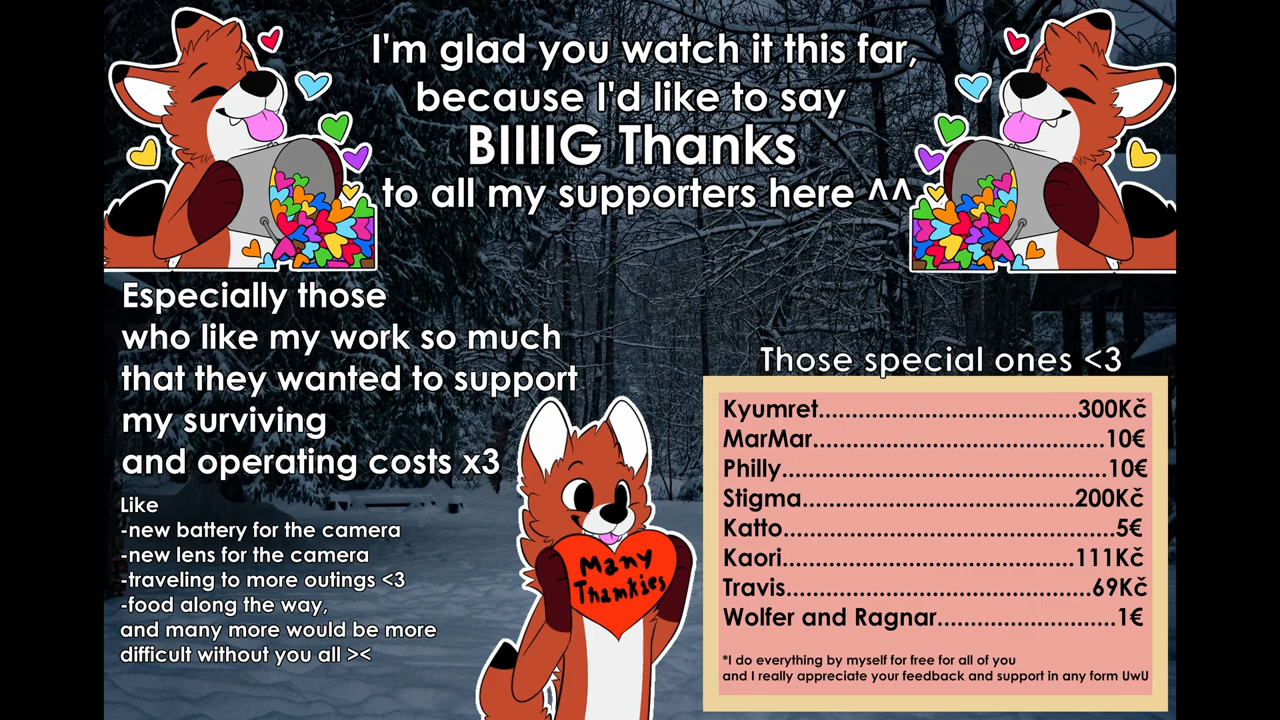 I'm glad you watch it this far,
because I'd like to say
BIIIIG Thanks
to all my supporters here ^^
Especially those
who like my work so much
that they wanted to support
my surviving
and operating costs x3
Like
-new battery for the camera
-new lens for the camera
-traveling to more outings <3
-food along the way,
and many more would be more
difficult without you all ><
Many
Thamkies
Those special ones <3
Kyumret.......................................300Kč
MarMar............................................10€
Philly.................................................10€
Stigma.........................................200Kč
Katto..................................................5€
Kaori............................................111Kč
Travis..............................................69Kč
Wolfer and Ragnar...........................1€
*I do everything by myself for free for all of you
and I really appreciate your feedback and support in any form UwU